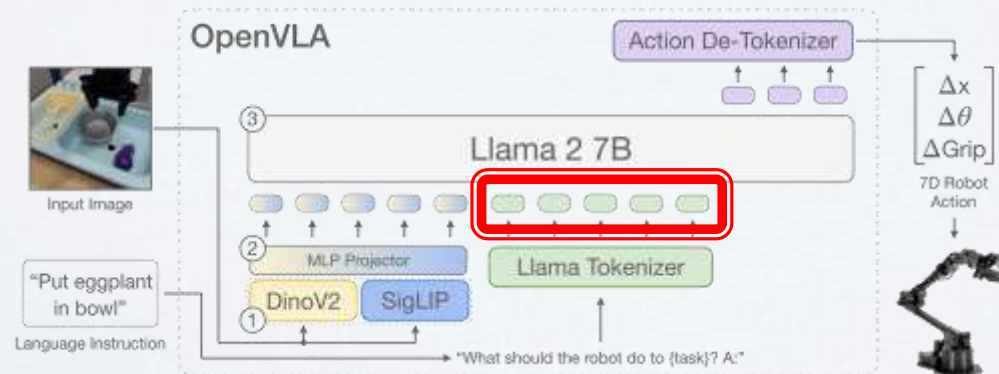 OpenVLA
Action De-Tokenizer
Δx
Δθ
ΔGrip
7D Robot
Action
3
Llama 2 7B
Input Image
2
MLP Projector
Llama Tokenizer
"Put eggplant
in bowl"
Language Instruction
DinoV2
SigLIP
1
"What should the robot do to {task}? A:"